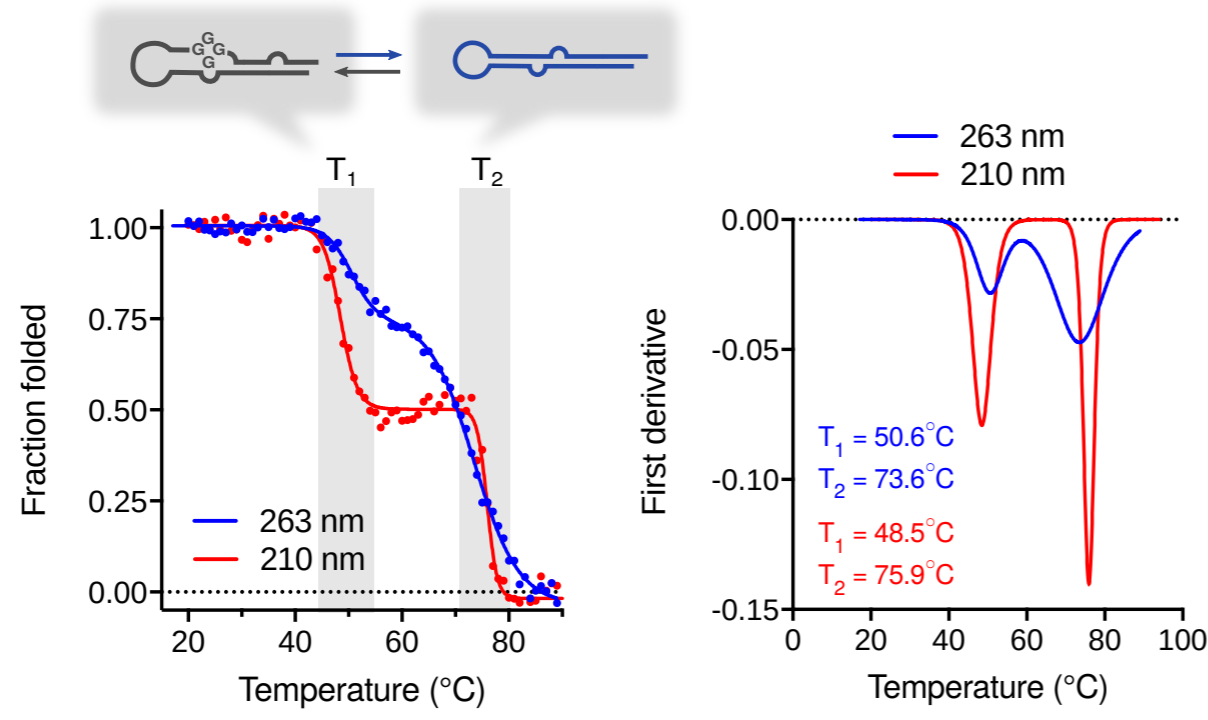 G
G G
G
T1 T2
1.00
0.75
0.50
0.25
0.00
Fraction folded
263 nm
210 nm
20 40 60 80
Temperature (°C)
263 nm
210 nm
0.00
-0.05
-0.10
-0.15
First derivative
T1 = 50.6°C
T2 = 73.6°C
T1 = 48.5°C
T2 = 75.9°C
0 20 40 60 80 100
Temperature (°C)